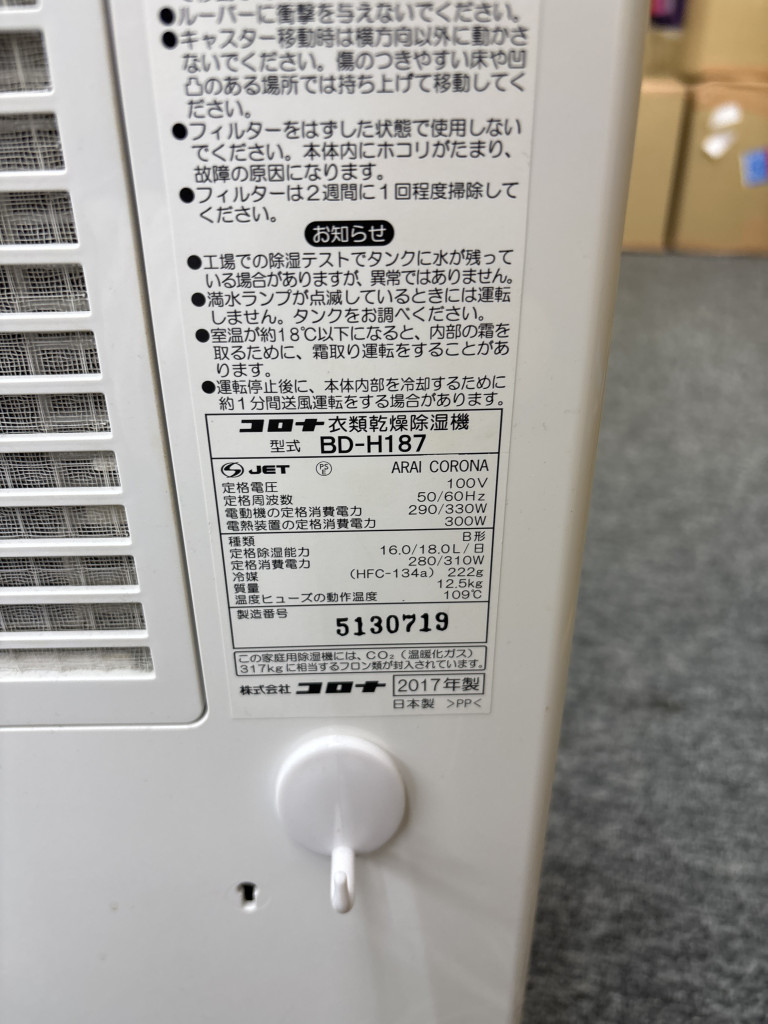 ●ルーバーに衝撃を与えないでください。
●キャスター移動時は横方向以外に動かさ
ないでください。傷のつきやすい床や凹
凸のある場所では持ち上げて移動してく
ださい。
●フィルターをはずした状態で使用しない
でください。本体内にホコリがたまり、
故障の原因になります。
●フィルターは2週間に1回程度掃除して
ください。
お知らせ
●工場での除湿テストでタンクに水が残って
いる場合がありますが、異常ではありません。
●満水ランプが点滅しているときには運転
しません。タンクをお調べください。
●室温が約18℃以下になると、内部の霜を
取るために、霜取り運転をすることがあ
ります。
●運転停止後に、本体内部を冷却するために
約1分間送風運転をする場合があります。
コロナ 衣類乾燥除湿機
型式 BD-H187
JET PSE ARAI CORONA
定格電圧 100V
定格周波数 50/60Hz
電動機の定格消費電力 290/330W
電熱装置の定格消費電力 300W
種類 B形
定格除湿能力 16.0/18.0L/日
定格消費電力 280/310W
冷媒 (HFC-134a) 222g
質量 12.5kg
温度ヒューズの動作温度 109℃
製造番号
5130719
この家庭用除湿機には、CO₂(温暖化ガス)
317kgに相当するフロン類が封入されています。
株式会社 コロナ 2017年製
日本製 >PP<